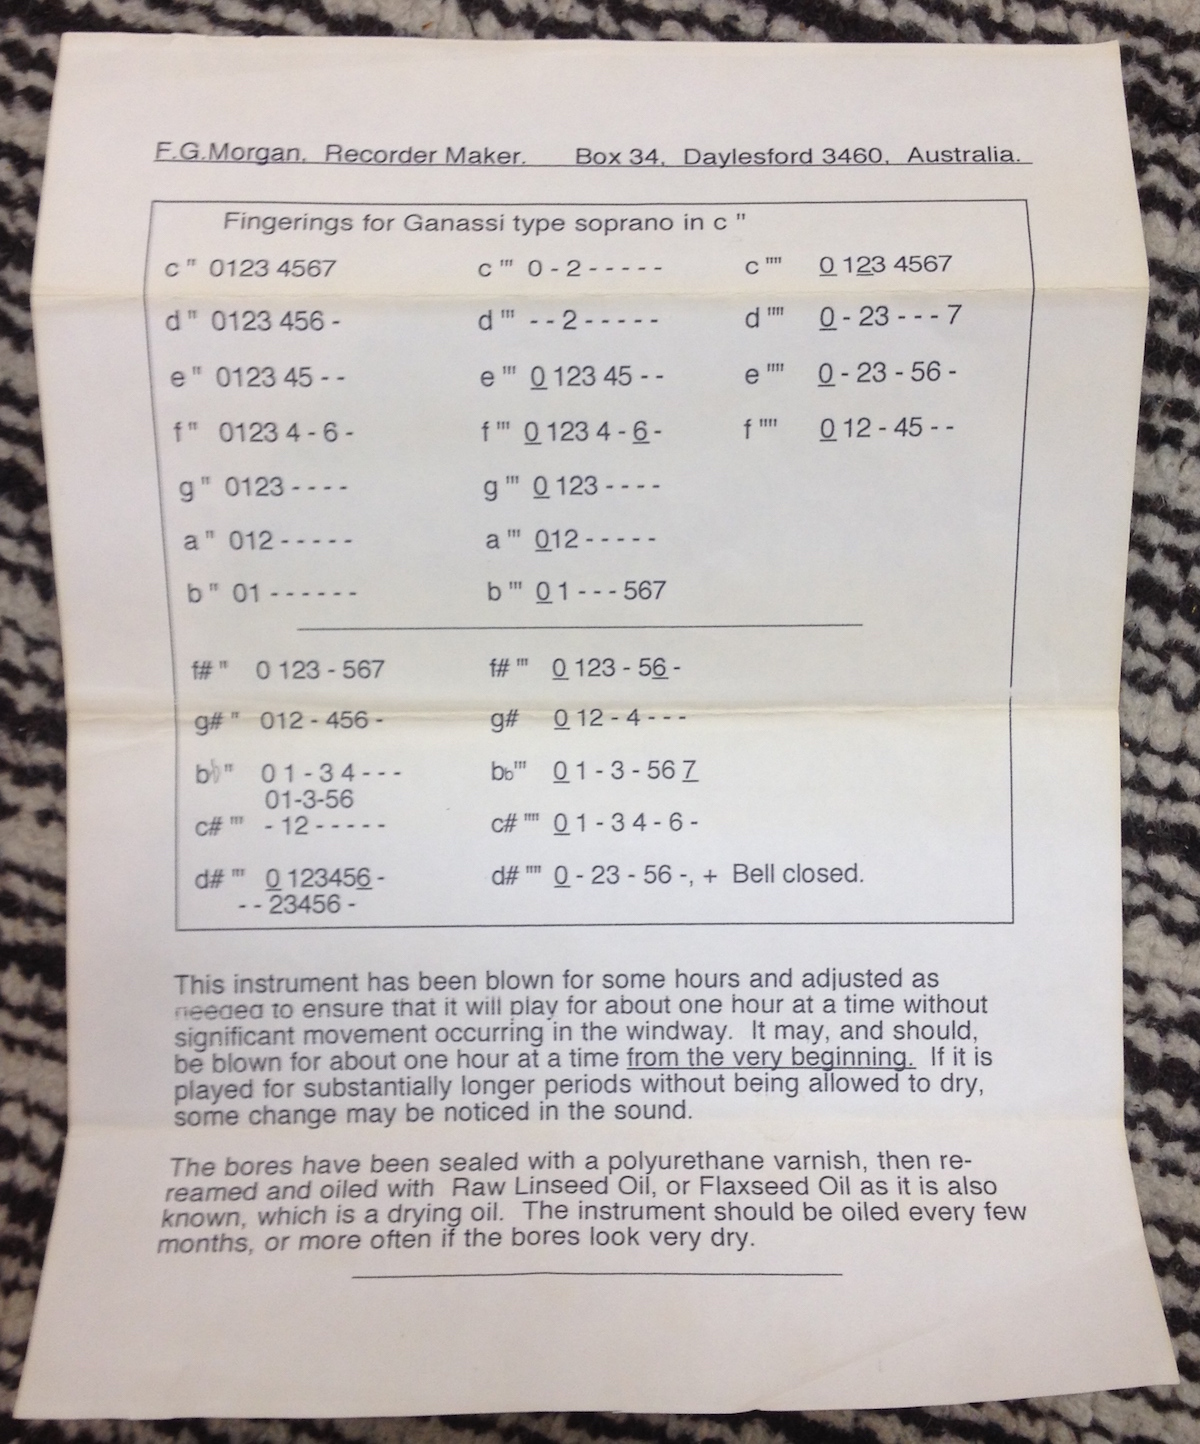 F.G.Morgan, Recorder Maker. Box 34, Daylesford 3460, Australia.
Fingerings for Ganassi type soprano in c "
c " 0123 4567 c ''' 0 - 2 - - - - - c '''' 0 123 4567
d " 0123 456 - d ''' - - 2 - - - - - d '''' 0 - 23 - - - 7
e " 0123 45 - - e ''' 0 123 45 - - e '''' 0 - 23 - 56 -
f " 0123 4 - 6 - f ''' 0 123 4 - 6 - f '''' 0 12 - 45 - -
g " 0123 - - - - g ''' 0 123 - - - -
a " 012 - - - - - a ''' 012 - - - - -
b " 01 - - - - - - b ''' 0 1 - - - 567
f# " 0 123 - 567 f# ''' 0 123 - 56 -
g# " 012 - 456 - g# 0 12 - 4 - - -
bb " 0 1 - 3 4 - - - bb''' 0 1 - 3 - 56 7
01-3-56
c# ''' - 12 - - - - - c# '''' 0 1 - 3 4 - 6 -
d# ''' 0 123456 - d# '''' 0 - 23 - 56 -, + Bell closed.
- - 23456 -
This instrument has been blown for some hours and adjusted as
needed to ensure that it will play for about one hour at a time without
significant movement occurring in the windway. It may, and should,
be blown for about one hour at a time from the very beginning. If it is
played for substantially longer periods without being allowed to dry,
some change may be noticed in the sound.
The bores have been sealed with a polyurethane varnish, then re-
reamed and oiled with Raw Linseed Oil, or Flaxseed Oil as it is also
known, which is a drying oil. The instrument should be oiled every few
months, or more often if the bores look very dry.